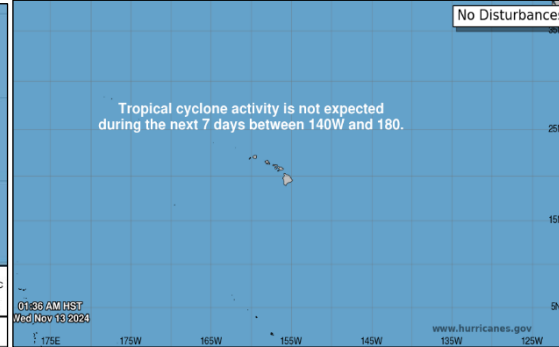 No Disturbances
35N
Tropical cyclone activity is not expected
during the next 7 days between 140W and 180.
25N
15N
01:36 AM HST
Wed Nov 13 2024
5N
www.hurricanes.gov
175E 175W 165W 155W 145W 135W 125W